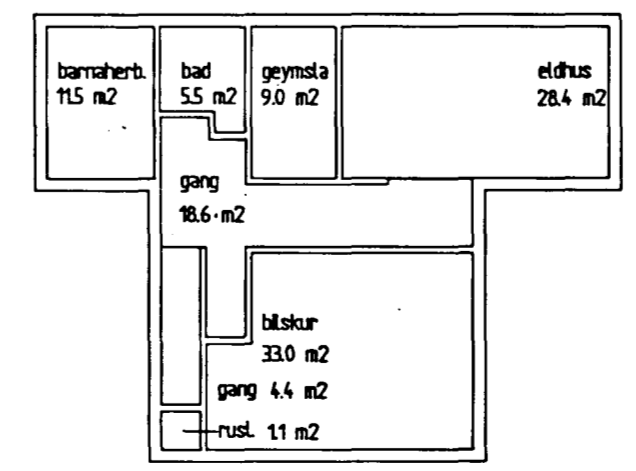 barnaherb.
11.5 m2
bad
5.5 m2
geymsla
9.0 m2
eldhus
28.4 m2
gang
18.6 m2
bilskur
33.0 m2
gang 4.4 m2
rusl. 1.1 m2